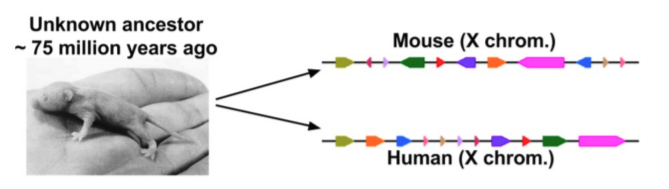 Unknown ancestor
~ 75 million years ago
Mouse (X chrom.)
Human (X chrom.)